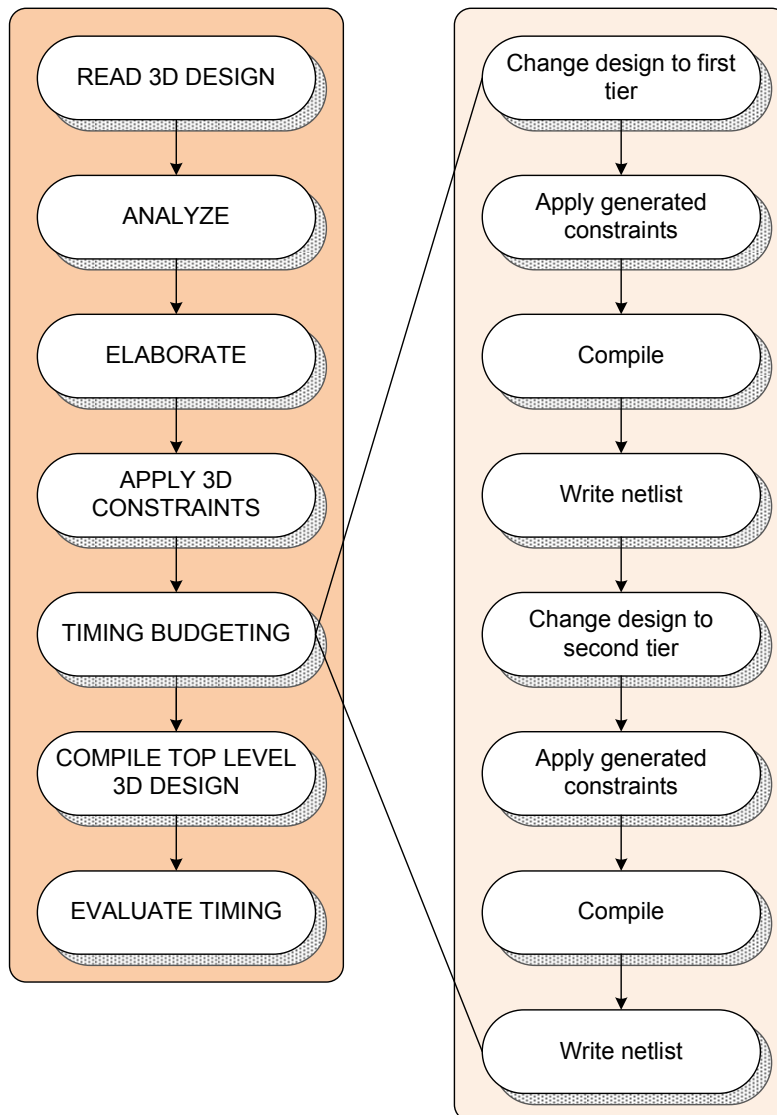 READ 3D DESIGN
ANALYZE
ELABORATE
APPLY 3D
CONSTRAINTS
TIMING BUDGETING
COMPILE TOP LEVEL
3D DESIGN
EVALUATE TIMING
Change design to first
tier
Apply generated
constraints
Compile
Write netlist
Change design to
second tier
Apply generated
constraints
Compile
Write netlist